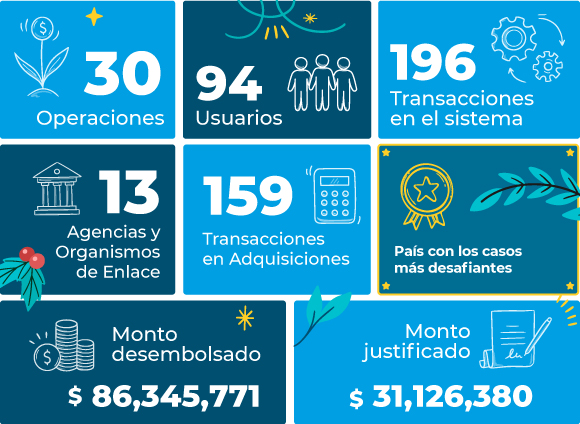 30
Operaciones
94
Usuarios
196
Transacciones
en el sistema
13
Agencias y
Organismos
de Enlace
159
Transacciones
en Adquisiciones
País con los casos
más desafiantes
Monto
desembolsado
$ 86,345,771
Monto
justificado
$ 31,126,380